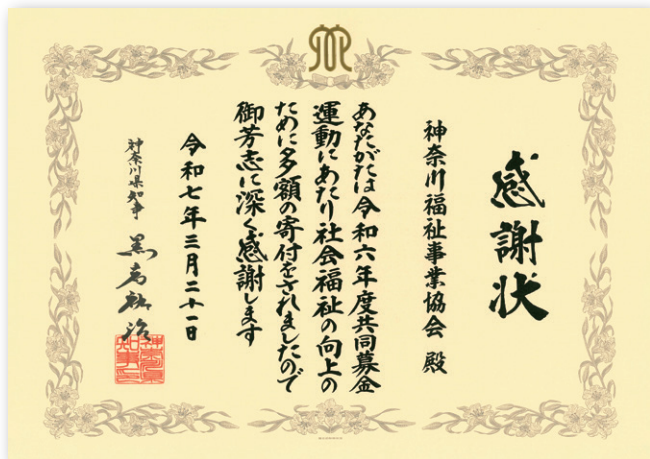 感謝状
神奈川福祉事業協会 殿
あなたがたは令和六年度共同募金
運動にあたり社会福祉の向上の
ために多額の寄付をされましたので
御芳志に深く感謝します
令和七年三月二十一日
神奈川県知事 黒岩祐治